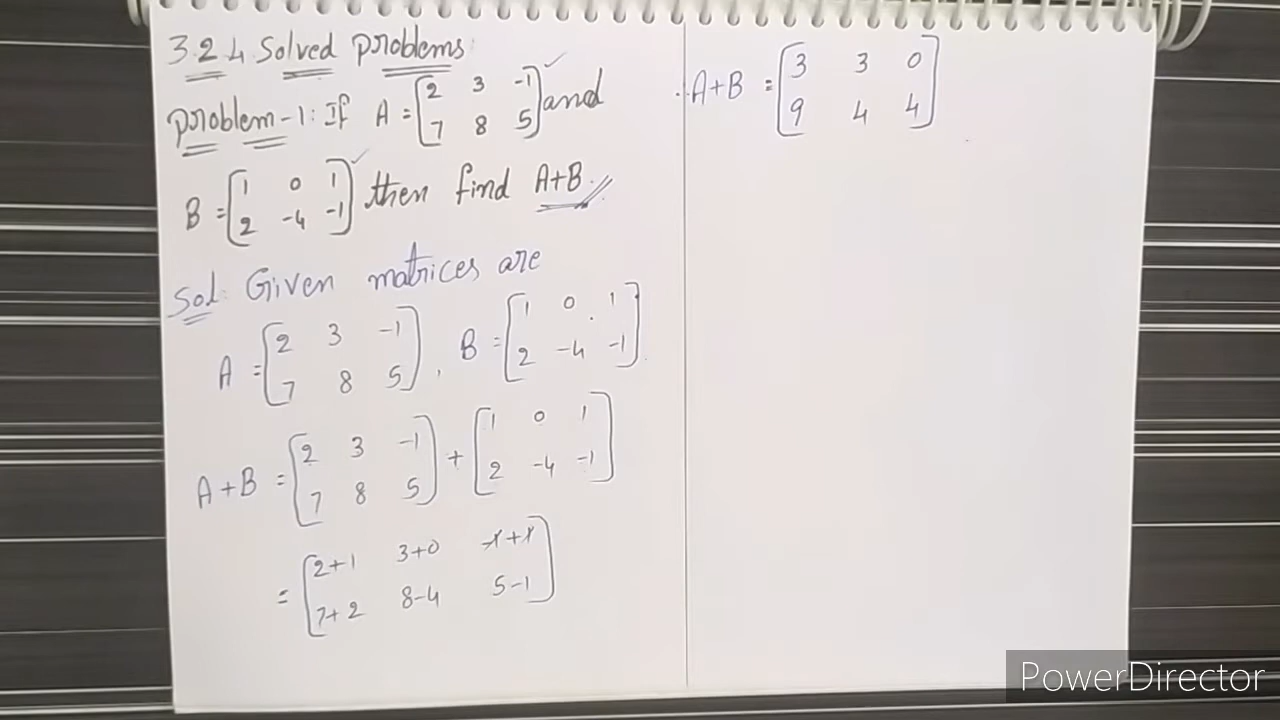 3.2.4. Solved problems:
problem-1: If A = [2 3 -1
7 8 5] and
B = [1 0 1
2 -4 -1] then find A+B.
Sol: Given matrices are
A = [2 3 -1
7 8 5], B = [1 0 1
2 -4 -1].
A+B = [2 3 -1
7 8 5] + [1 0 1
2 -4 -1]
= [2+1 3+0 -1+1
7+2 8-4 5-1]
∴ A+B = [3 3 0
9 4 4]
PowerDirector